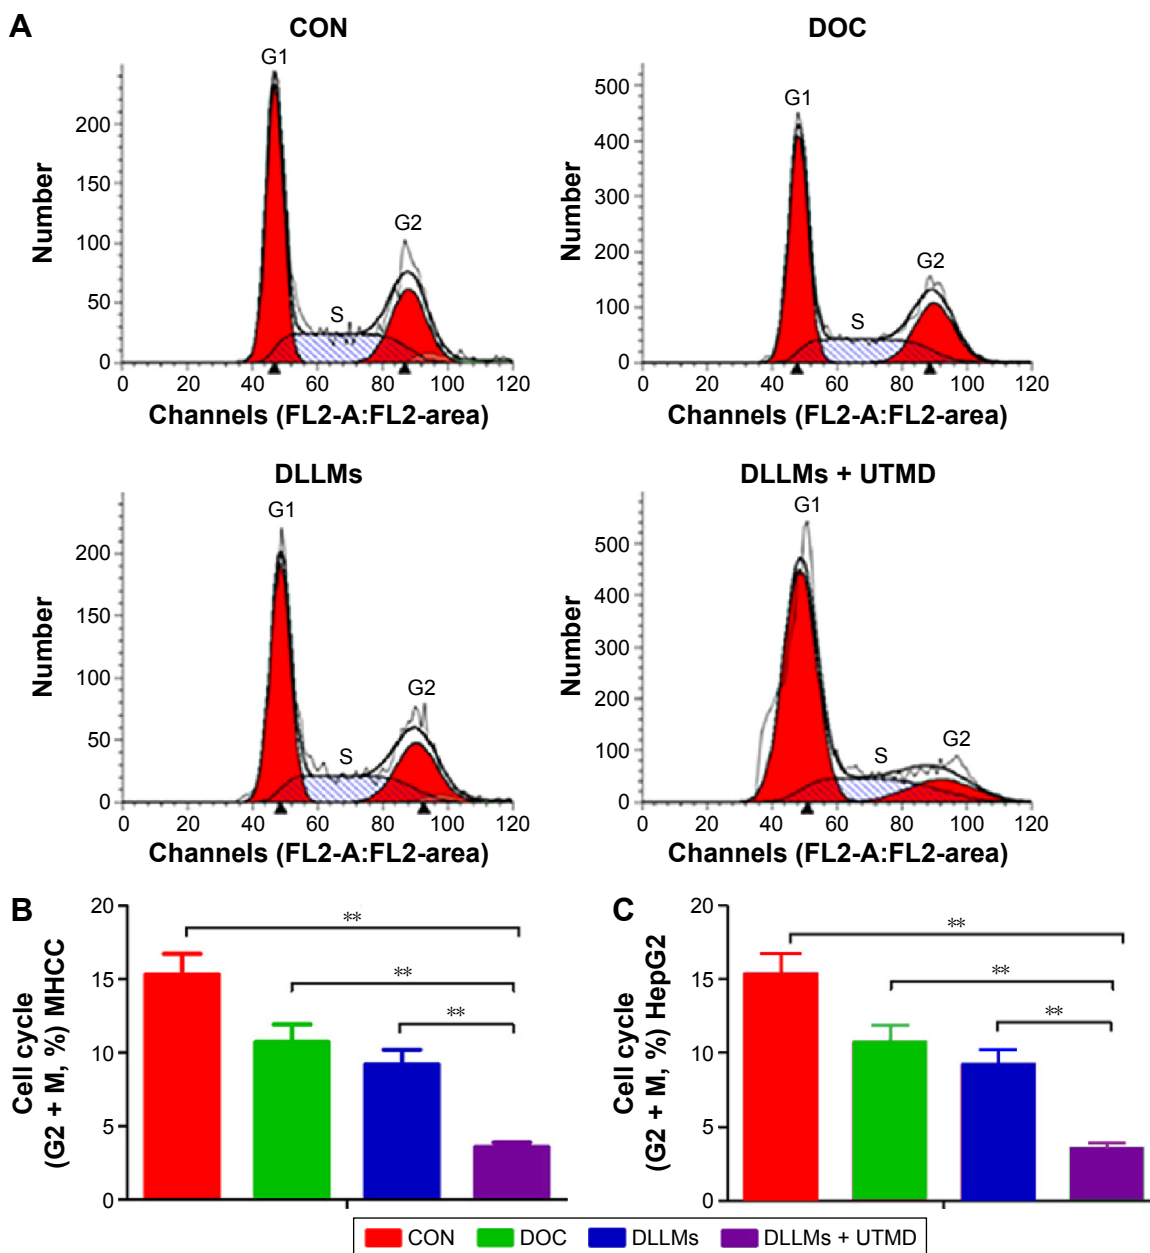 A
CON
G1
G2
S
200
150
100
50
0
Number
0 20 40 60 80 100 120
Channels (FL2-A:FL2-area)
DOC
G1
G2
S
500
400
300
200
100
0
Number
0 20 40 60 80 100 120
Channels (FL2-A:FL2-area)
DLLMs
G1
G2
S
200
150
100
50
0
Number
0 20 40 60 80 100 120
Channels (FL2-A:FL2-area)
DLLMs + UTMD
G1
G2
S
500
400
300
200
100
0
Number
0 20 40 60 80 100 120
Channels (FL2-A:FL2-area)
B
Cell cycle
(G2 + M, %) MHCC
20
15
10
5
0
**
**
**
C
Cell cycle
(G2 + M, %) HepG2
20
15
10
5
0
**
**
**
CON DOC DLLMs DLLMs + UTMD